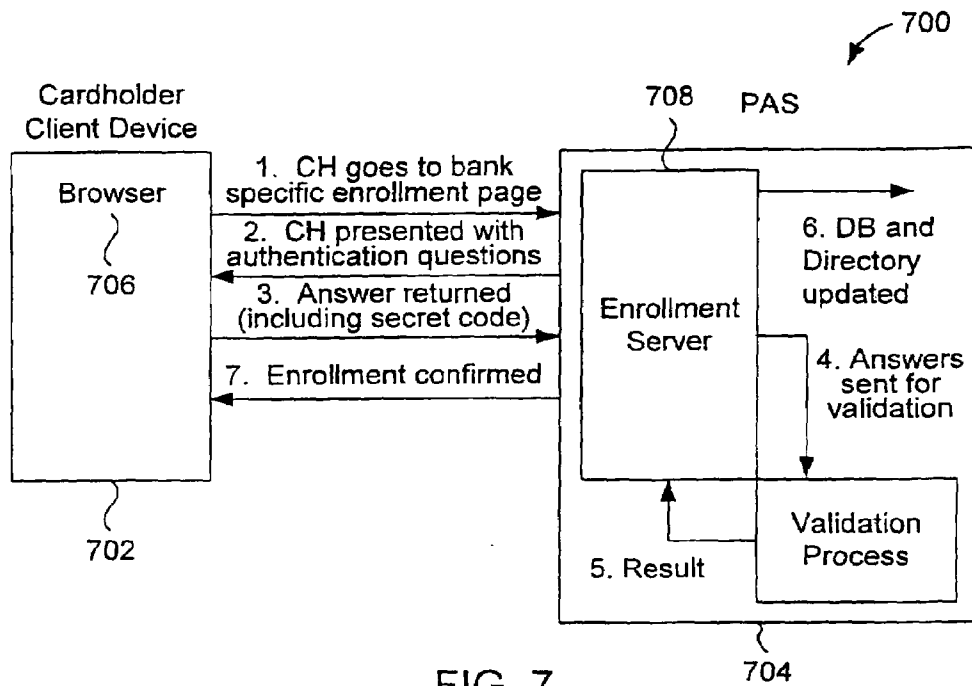 700
Cardholder
Client Device
708
PAS
Browser
706
1. CH goes to bank
specific enrollment page
2. CH presented with
authentication questions
3. Answer returned
(including secret code)
7. Enrollment confirmed
Enrollment
Server
6. DB and
Directory
updated
4. Answers
sent for
validation
Validation
Process
5. Result
702
704
FIG. 7